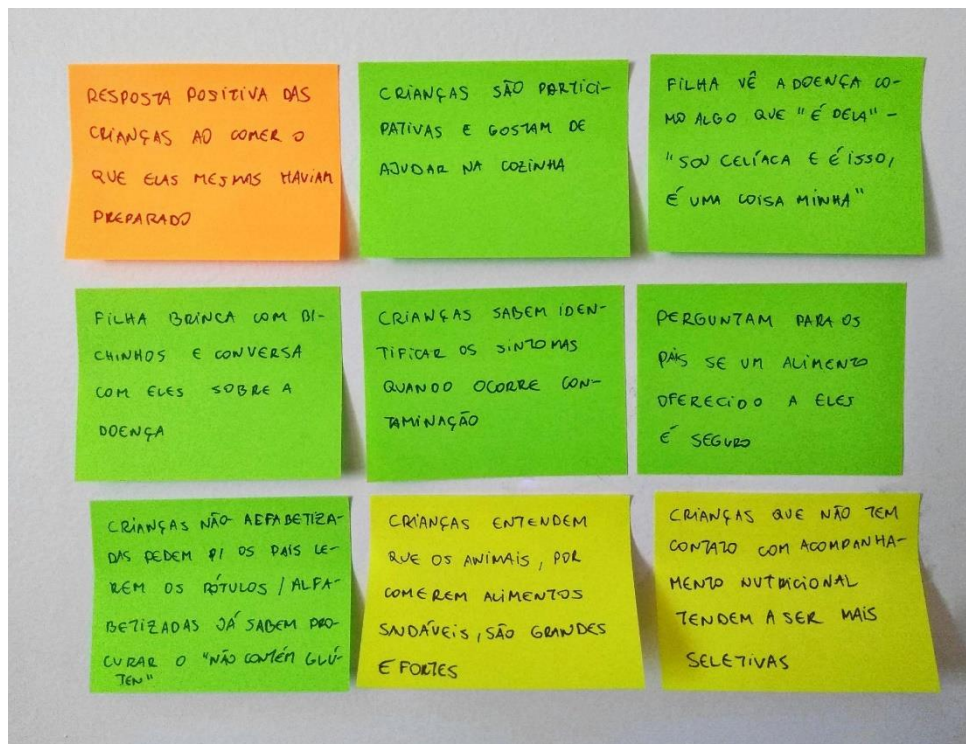 RESPOSTA POSITIVA DAS
CRIANÇAS AO COMER O
QUE ELAS MESMAS HAVIAM
PREPARADO
CRIANÇAS SÃO PARTICI-
PATIVAS E GOSTAM DE
AJUDAR NA COZINHA
FILHA VÊ A DOENÇA CO-
MO ALGO QUE "É DELA" -
"SOU CELÍACA E É ISSO,
É UMA COISA MINHA"
FILHA BRINCA COM BI-
CHINHOS E CONVERSA
COM ELES SOBRE A
DOENÇA
CRIANÇAS SABEM IDEN-
TIFICAR OS SINTOMAS
QUANDO OCORRE CON-
TAMINAÇÃO
PERGUNTAM PARA OS
PAIS SE UM ALIMENTO
OFERECIDO A ELES
É SEGURO
CRIANÇAS NÃO ALFABETIZA-
DAS PEDEM P/ OS PAIS LE-
REM OS RÓTULOS / ALFA-
BETIZADAS JÁ SABEM PRO-
CURAR O "NÃO CONTÉM GLÚ-
TEN"
CRIANÇAS ENTENDEM
QUE OS ANIMAIS, POR
COMEREM ALIMENTOS
SAUDÁVEIS, SÃO GRANDES
E FORTES
CRIANÇAS QUE NÃO TEM
CONTATO COM ACOMPANHA-
MENTO NUTRICIONAL
TENDEM A SER MAIS
SELETIVAS